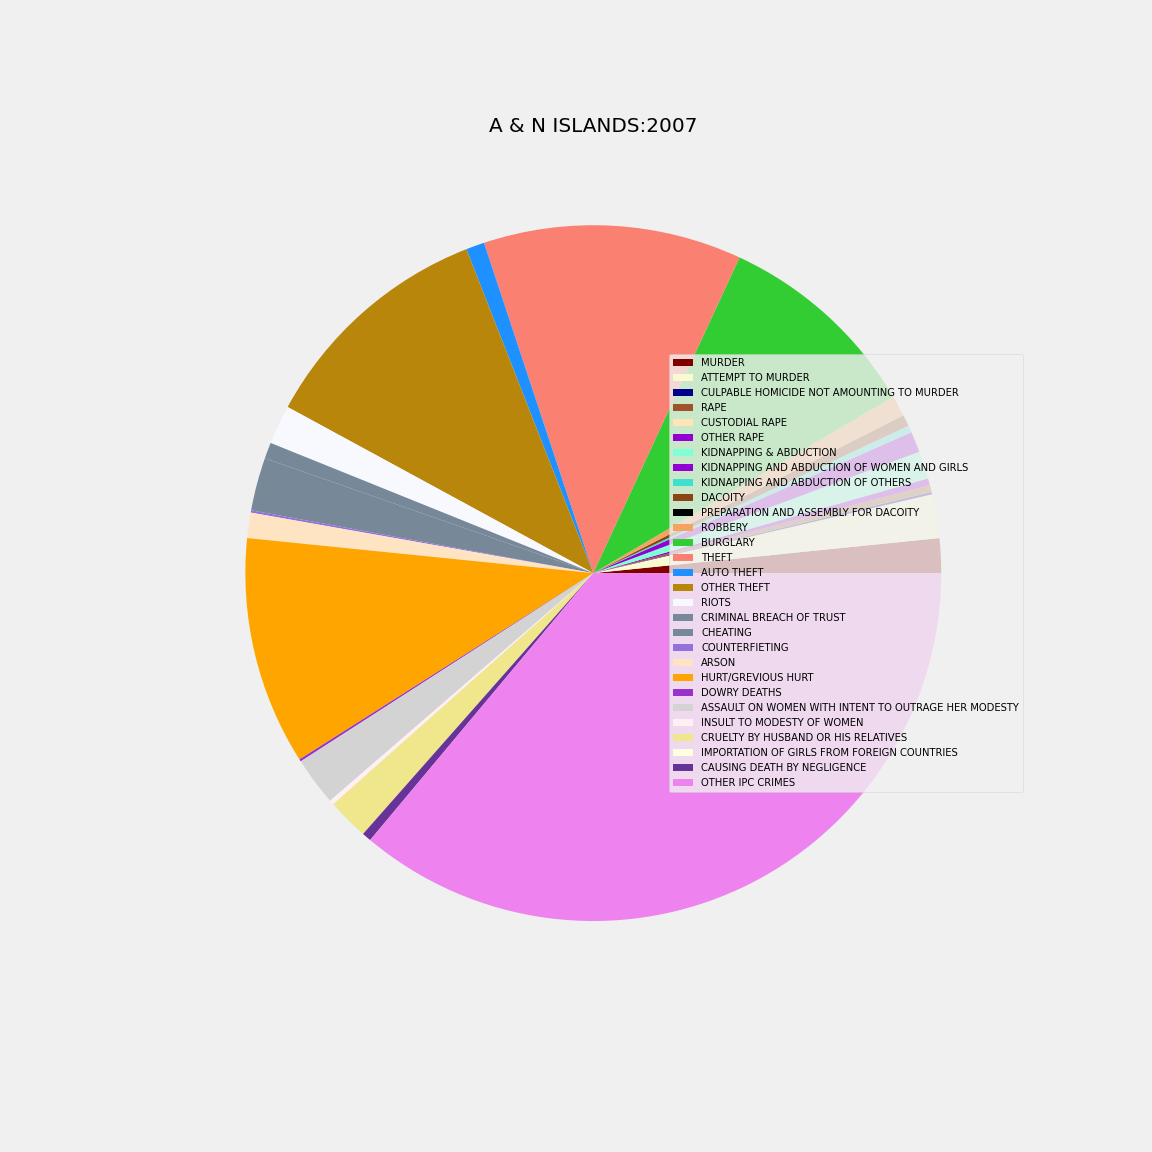 A & N ISLANDS:2007
MURDER
ATTEMPT TO MURDER
CULPABLE HOMICIDE NOT AMOUNTING TO MURDER
RAPE
CUSTODIAL RAPE
OTHER RAPE
KIDNAPPING & ABDUCTION
KIDNAPPING AND ABDUCTION OF WOMEN AND GIRLS
KIDNAPPING AND ABDUCTION OF OTHERS
DACOITY
PREPARATION AND ASSEMBLY FOR DACOITY
ROBBERY
BURGLARY
THEFT
AUTO THEFT
OTHER THEFT
RIOTS
CRIMINAL BREACH OF TRUST
CHEATING
COUNTERFIETING
ARSON
HURT/GREVIOUS HURT
DOWRY DEATHS
ASSAULT ON WOMEN WITH INTENT TO OUTRAGE HER MODESTY
INSULT TO MODESTY OF WOMEN
CRUELTY BY HUSBAND OR HIS RELATIVES
IMPORTATION OF GIRLS FROM FOREIGN COUNTRIES
CAUSING DEATH BY NEGLIGENCE
OTHER IPC CRIMES